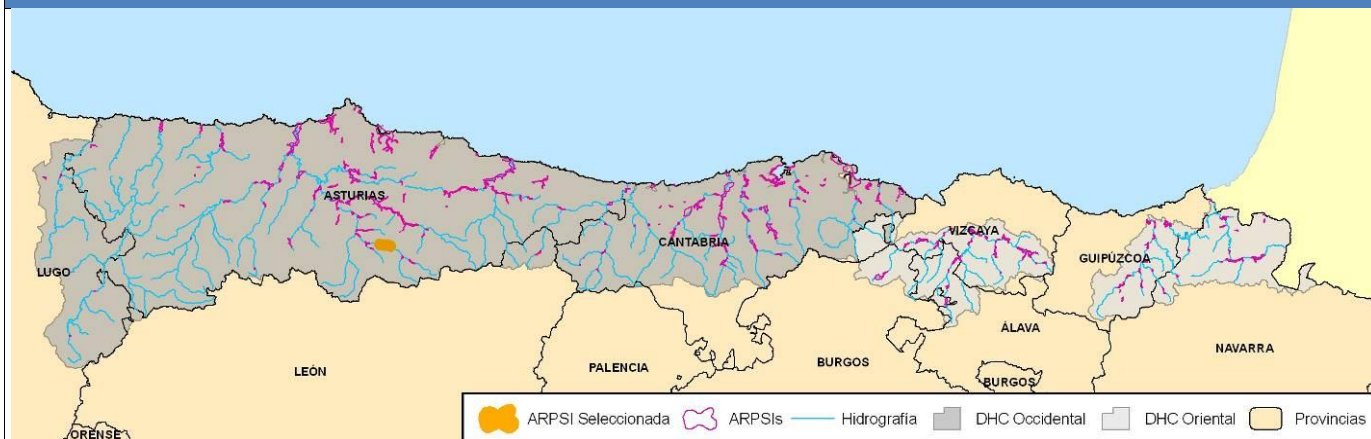 ASTURIAS
CANTABRIA
VIZCAYA
GUIPÚZCOA
LUGO
ÁLAVA
NAVARRA
LEÓN
PALENCIA
BURGOS
BURGOS
ORENSE
ARPSI Seleccionada ARPSIs Hidrografía DHC Occidental DHC Oriental Provincias